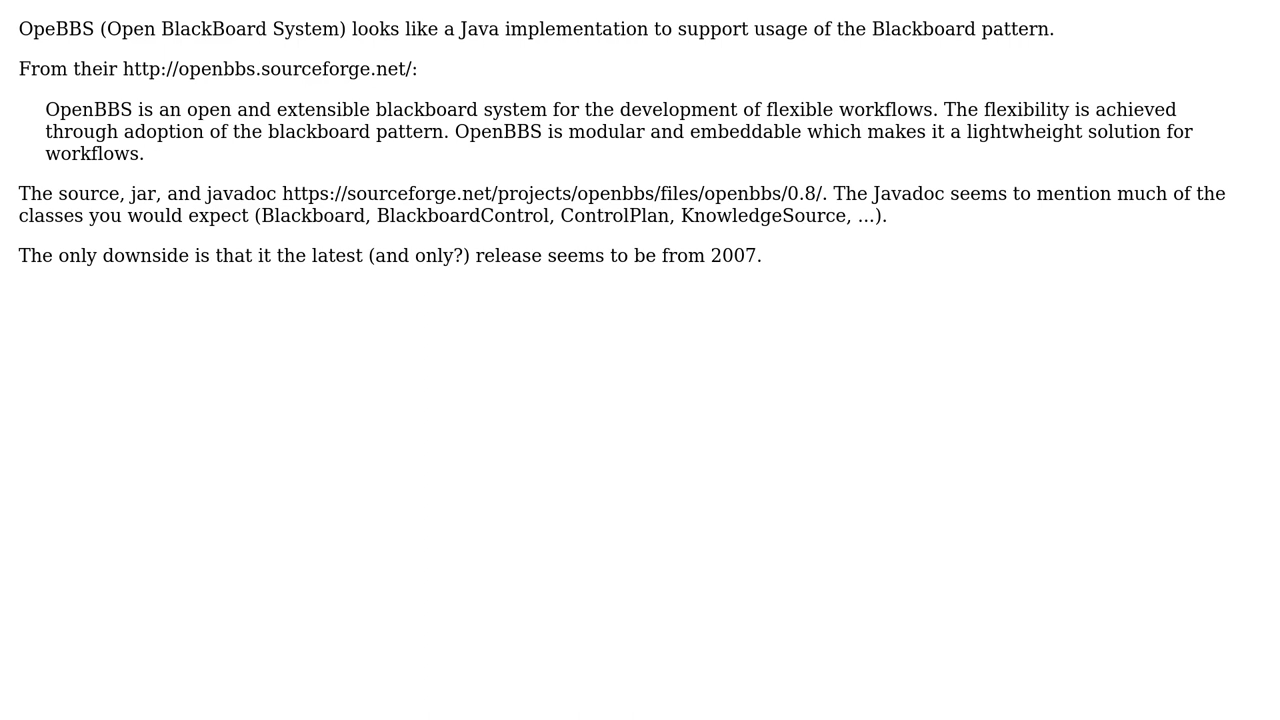 OpeBBS (Open BlackBoard System) looks like a Java implementation to support usage of the Blackboard pattern.
From their http://openbbs.sourceforge.net/:
OpenBBS is an open and extensible blackboard system for the development of flexible workflows. The flexibility is achieved
through adoption of the blackboard pattern. OpenBBS is modular and embeddable which makes it a lightwheight solution for
workflows.
The source, jar, and javadoc https://sourceforge.net/projects/openbbs/files/openbbs/0.8/. The Javadoc seems to mention much of the
classes you would expect (Blackboard, BlackboardControl, ControlPlan, KnowledgeSource, ...).
The only downside is that it the latest (and only?) release seems to be from 2007.